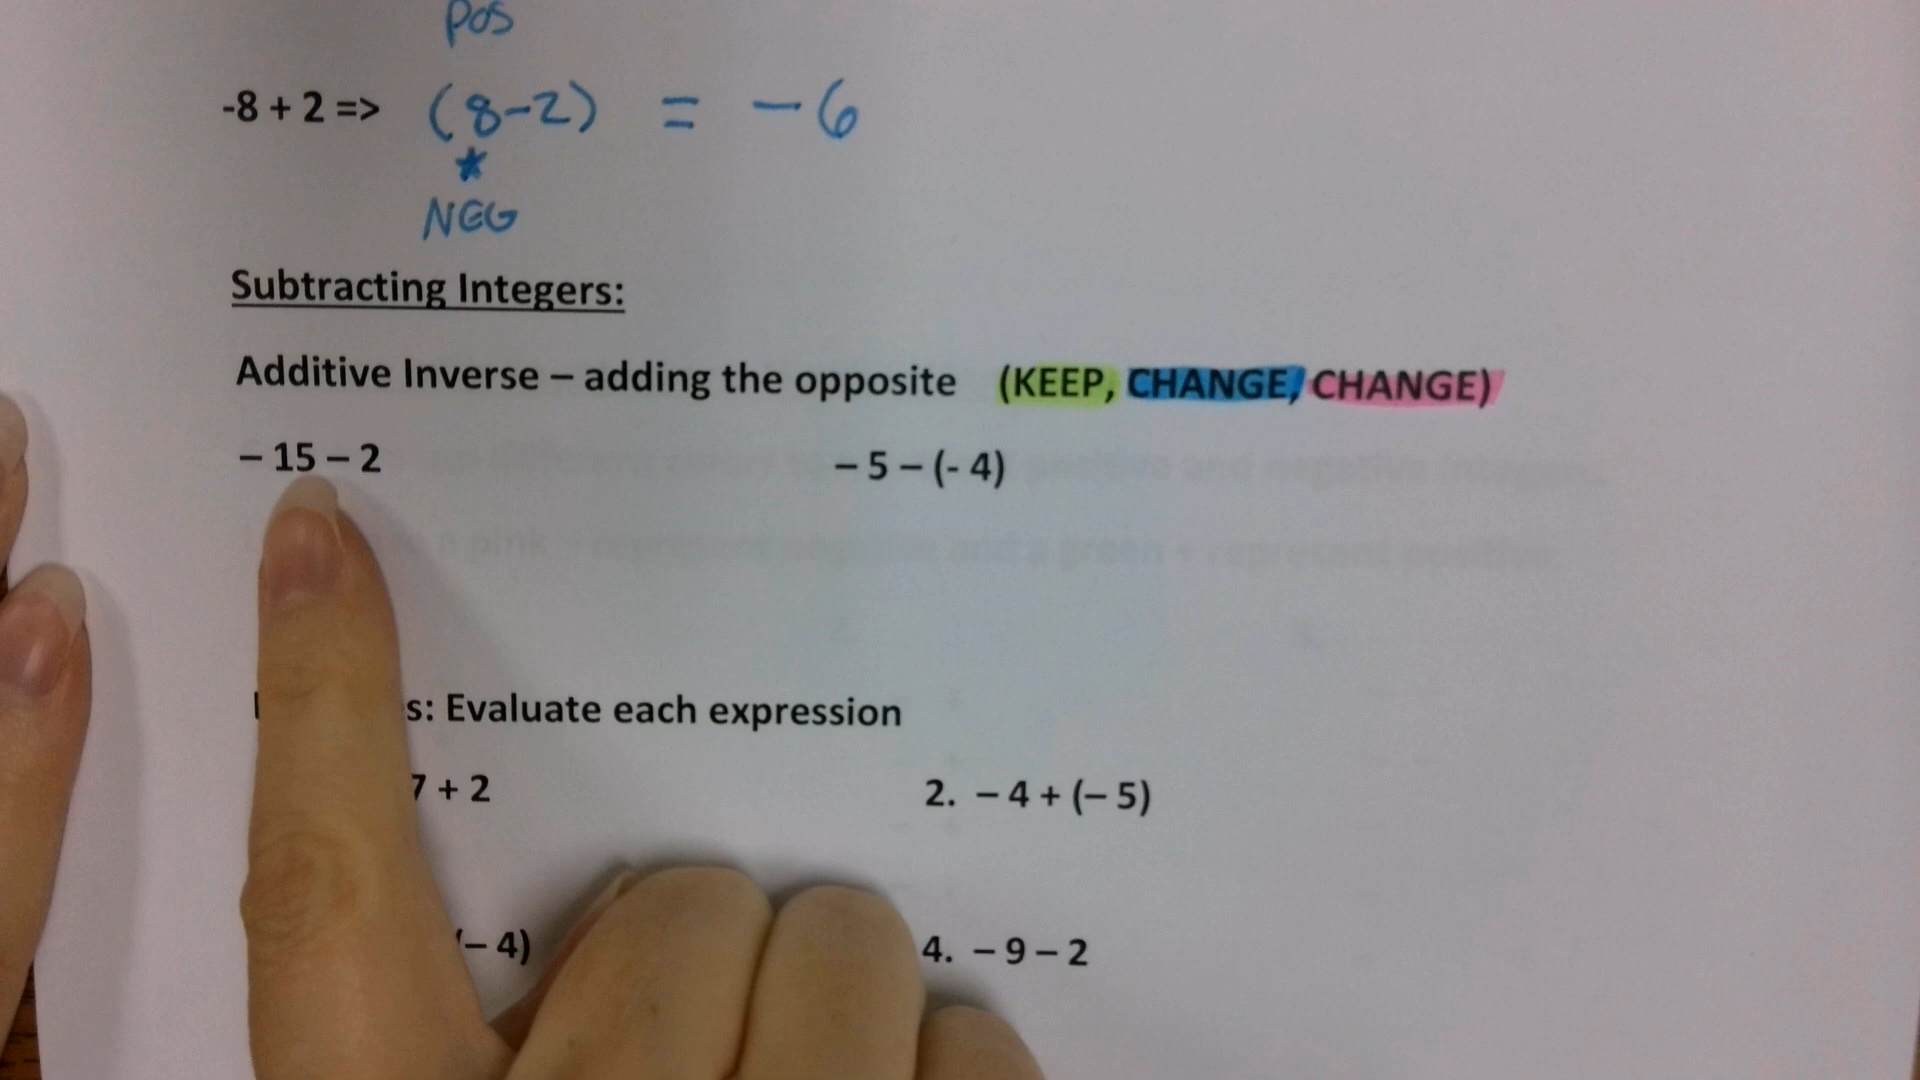 POS
-8 + 2 => (8-2) = -6
★
NEG
Subtracting Integers:
Additive Inverse – adding the opposite (KEEP, CHANGE, CHANGE)
– 15 – 2 – 5 – (- 4)
s: Evaluate each expression
7 + 2 2. – 4 + (– 5)
– 4) 4. – 9 – 2